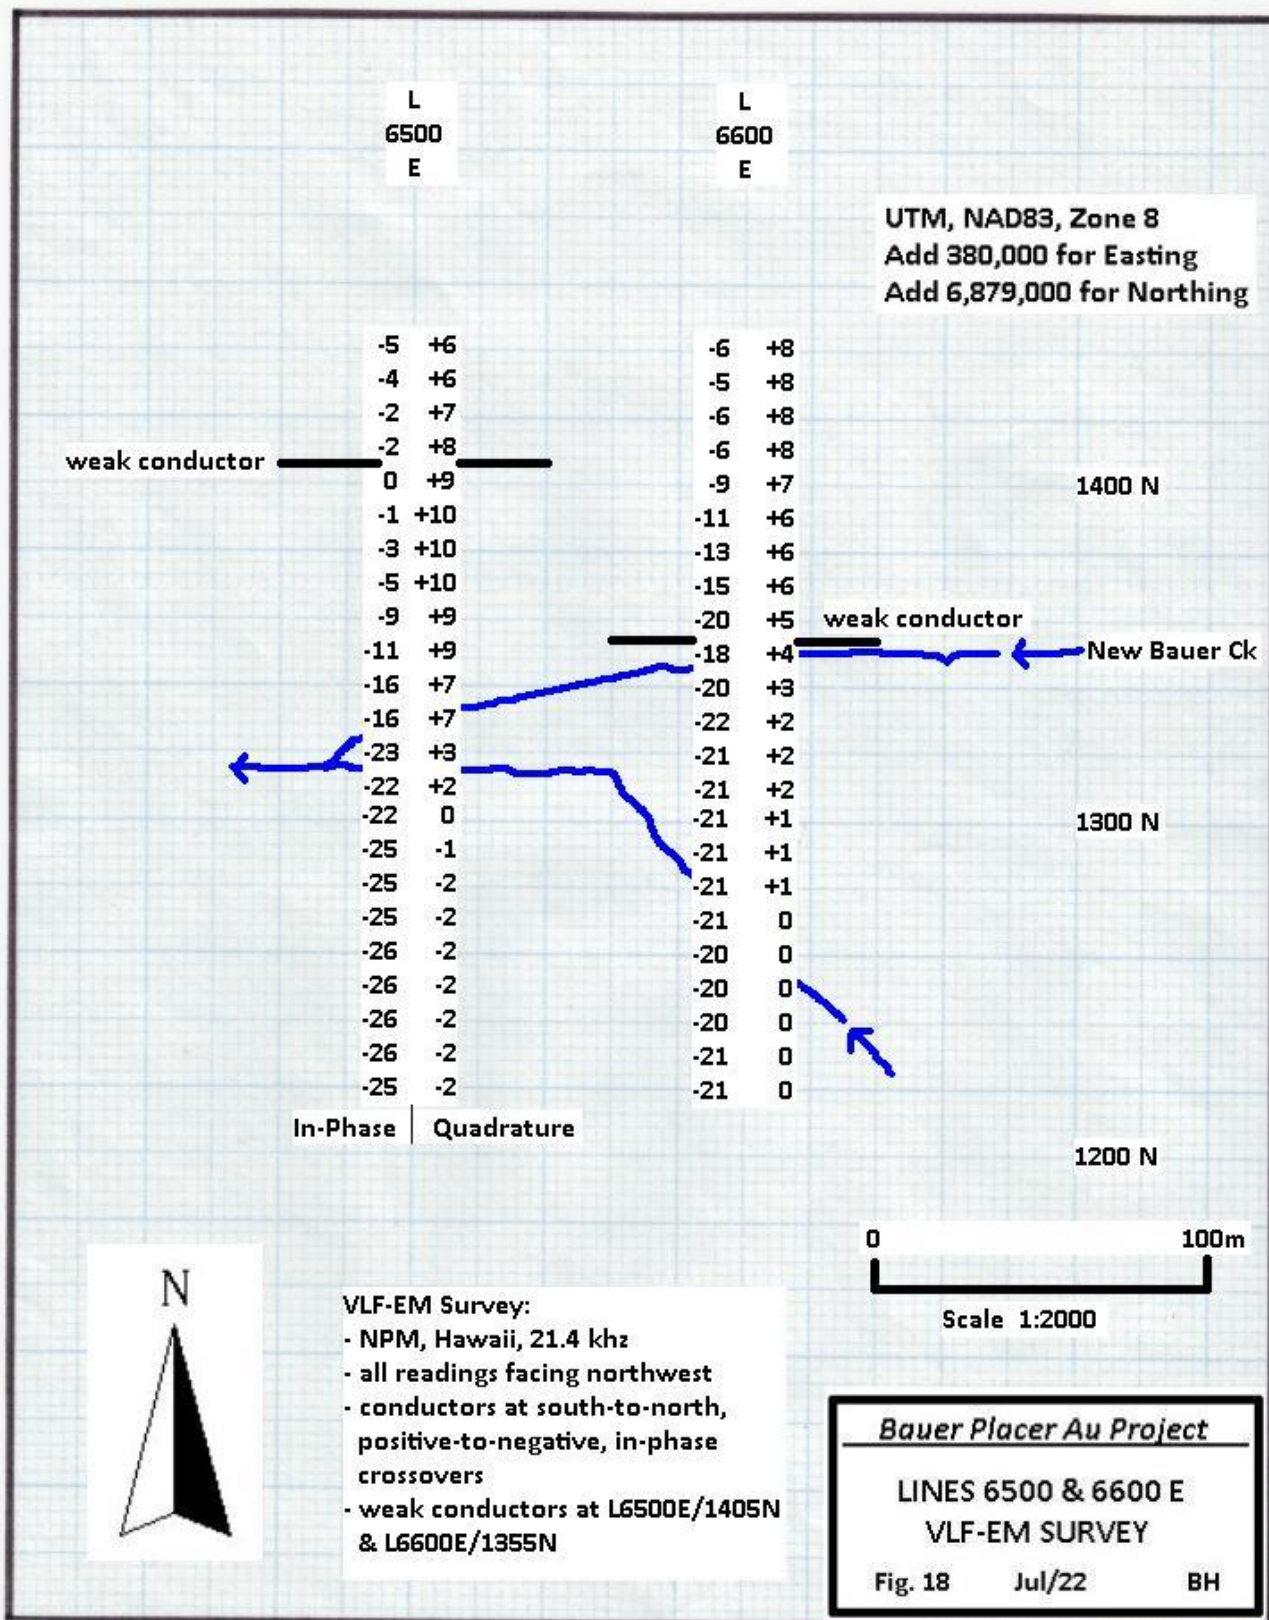 L L
6500 6600
E E
UTM, NAD83, Zone 8
Add 380,000 for Easting
Add 6,879,000 for Northing
-5 +6 -6 +8
-4 +6 -5 +8
-2 +7 -6 +8
-2 +8 -6 +8
weak conductor
0 +9 -9 +7 1400 N
-1 +10 -11 +6
-3 +10 -13 +6
-5 +10 -15 +6
-9 +9 -20 +5
weak conductor
-11 +9 -18 +4 New Bauer Ck
-16 +7 -20 +3
-16 +7 -22 +2
-23 +3 -21 +2
-22 +2 -21 +2
-22 0 -21 +1 1300 N
-25 -1 -21 +1
-25 -2 -21 +1
-25 -2 -21 0
-26 -2 -20 0
-26 -2 -20 0
-26 -2 -20 0
-26 -2 -21 0
-25 -2 -21 0
In-Phase Quadrature
1200 N
0 100m
Scale 1:2000
N
VLF-EM Survey:
- NPM, Hawaii, 21.4 khz
- all readings facing northwest
- conductors at south-to-north,
positive-to-negative, in-phase
crossovers
- weak conductors at L6500E/1405N
& L6600E/1355N
Bauer Placer Au Project
LINES 6500 & 6600 E
VLF-EM SURVEY
Fig. 18 Jul/22 BH